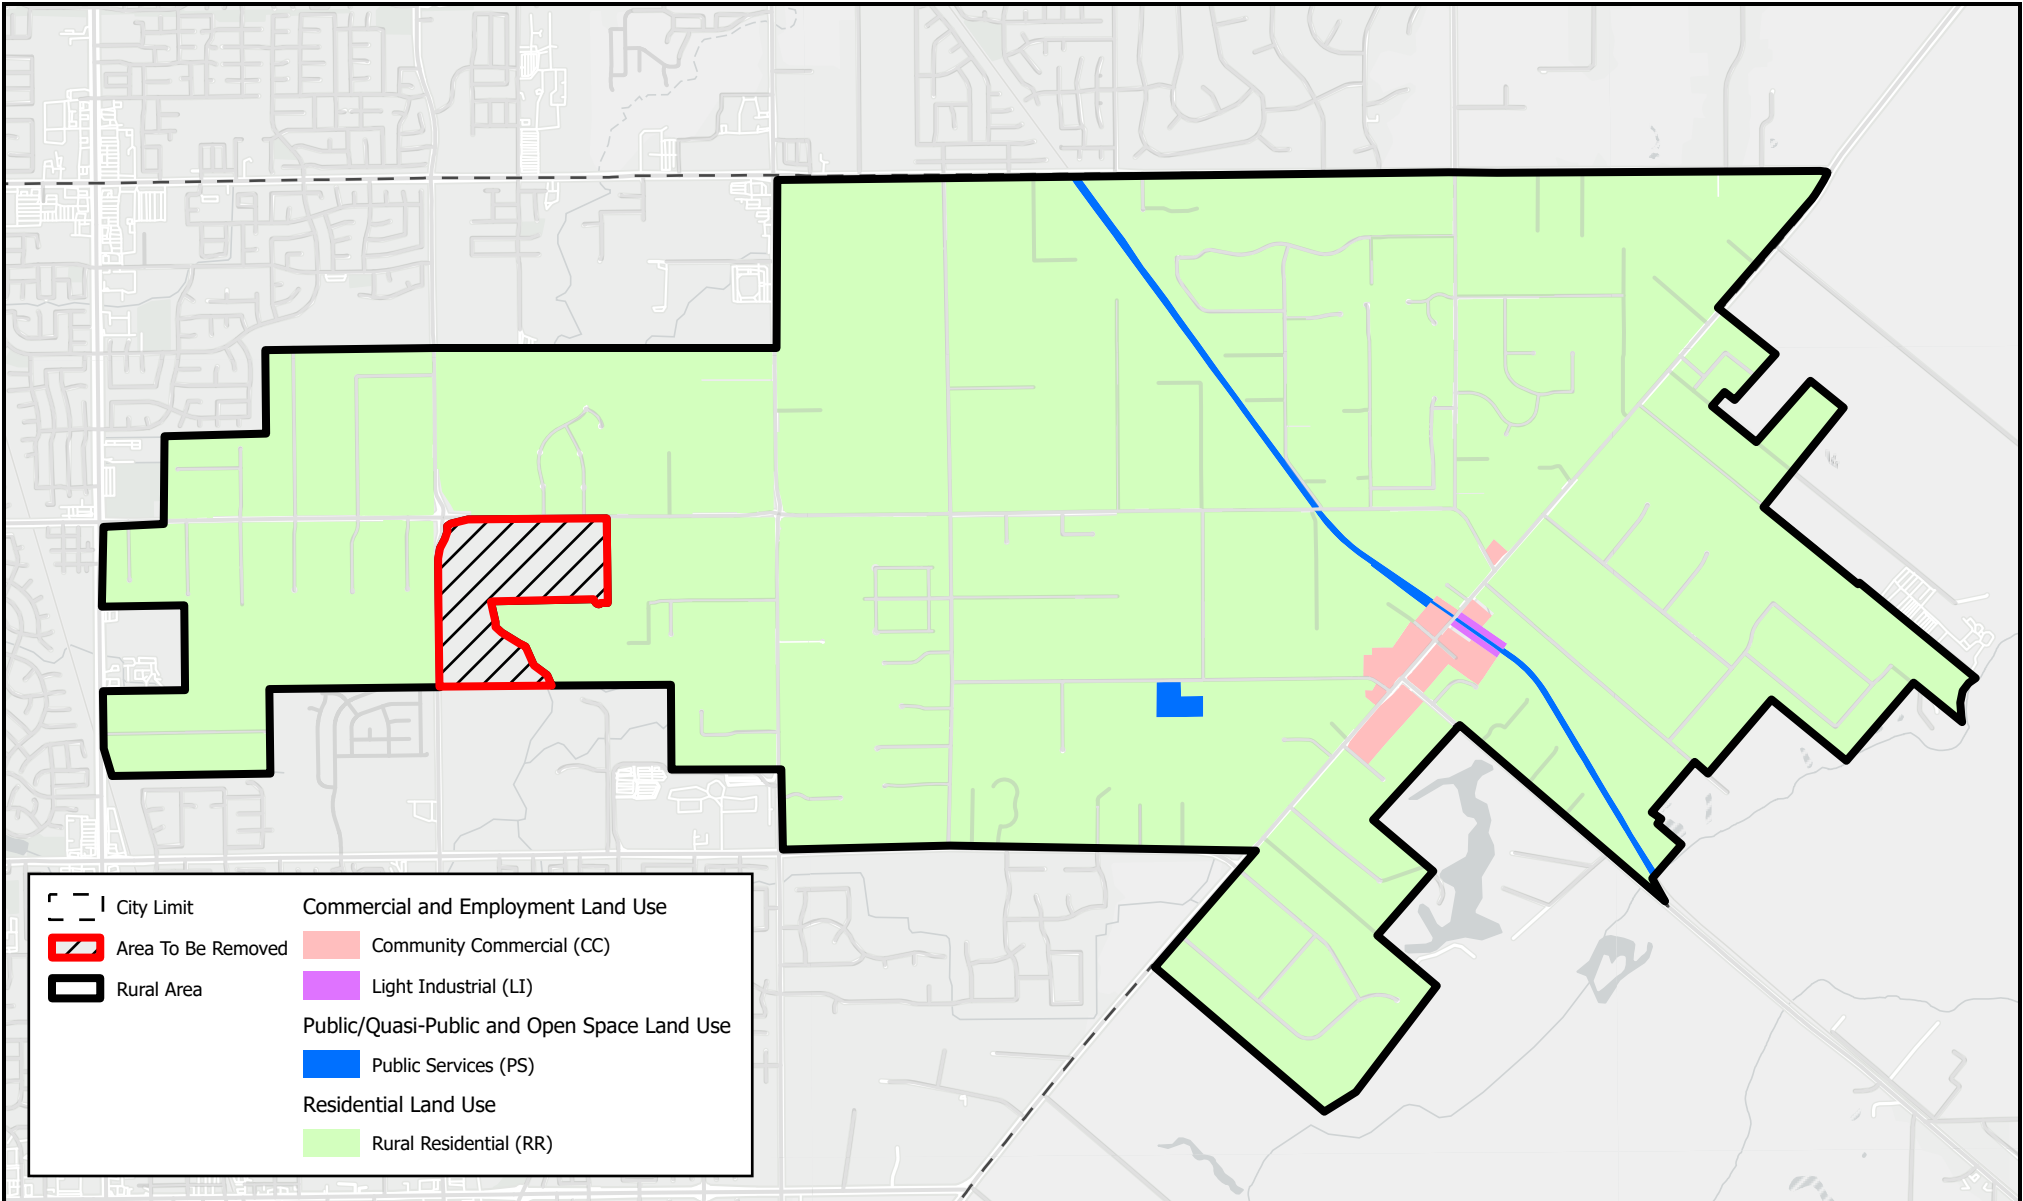 City Limit
Area To Be Removed
Rural Area
Commercial and Employment Land Use
Community Commercial (CC)
Light Industrial (LI)
Public/Quasi-Public and Open Space Land Use
Public Services (PS)
Residential Land Use
Rural Residential (RR)